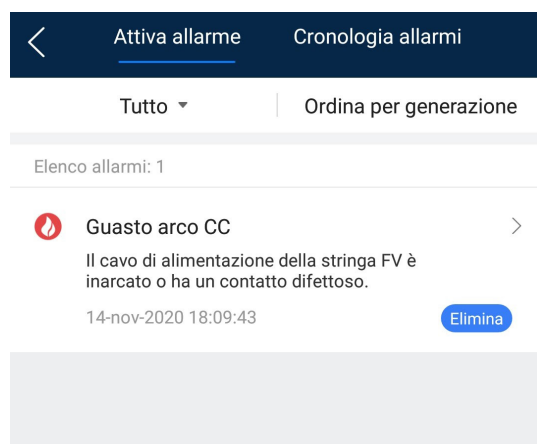 Attiva allarme Cronologia allarmi
Tutto Ordina per generazione
Elenco allarmi: 1
Guasto arco CC
Il cavo di alimentazione della stringa FV è
inarcato o ha un contatto difettoso.
14-nov-2020 18:09:43 Elimina